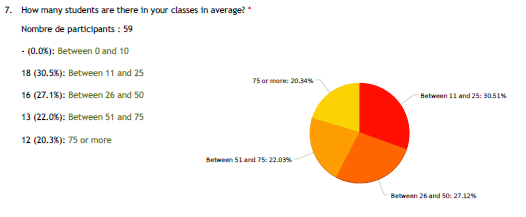 7. How many students are there in your classes in average? *
Nombre de participants : 59
- (0.0%): Between 0 and 10
18 (30.5%): Between 11 and 25
16 (27.1%): Between 26 and 50
13 (22.0%): Between 51 and 75
12 (20.3%): 75 or more
75 or more: 20.34%
Between 11 and 25: 30.51%
Between 51 and 75: 22.03%
Between 26 and 50: 27.12%